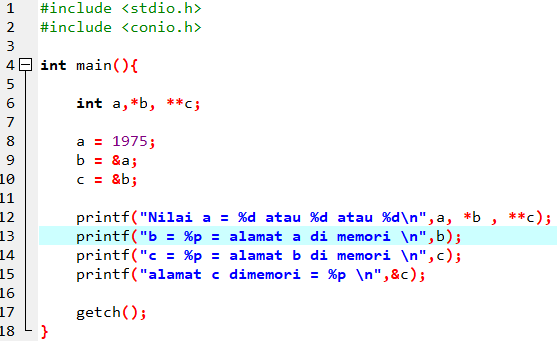 1 #include <stdio.h>
2 #include <conio.h>
3
4 int main(){
5
6 int a,*b, **c;
7
8 a = 1975;
9 b = &a;
10 c = &b;
11
12 printf("Nilai a = %d atau %d atau %d\n",a, *b , **c);
13 printf("b = %p = alamat a di memori \n",b);
14 printf("c = %p = alamat b di memori \n",c);
15 printf("alamat c dimemori = %p \n",&c);
16
17 getch();
18 }